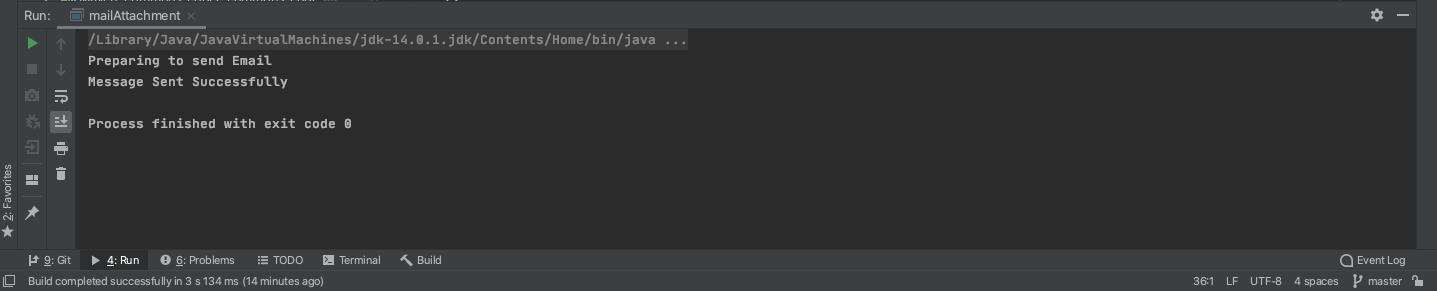 Run: mailAttachment
/Library/Java/JavaVirtualMachines/jdk-14.0.1.jdk/Contents/Home/bin/java ...
Preparing to send Email
Message Sent Successfully
Process finished with exit code 0
2: Favorites
9: Git 4: Run 6: Problems TODO Terminal Build Event Log
Build completed successfully in 3 s 134 ms (14 minutes ago) 36:1 LF UTF-8 4 spaces master